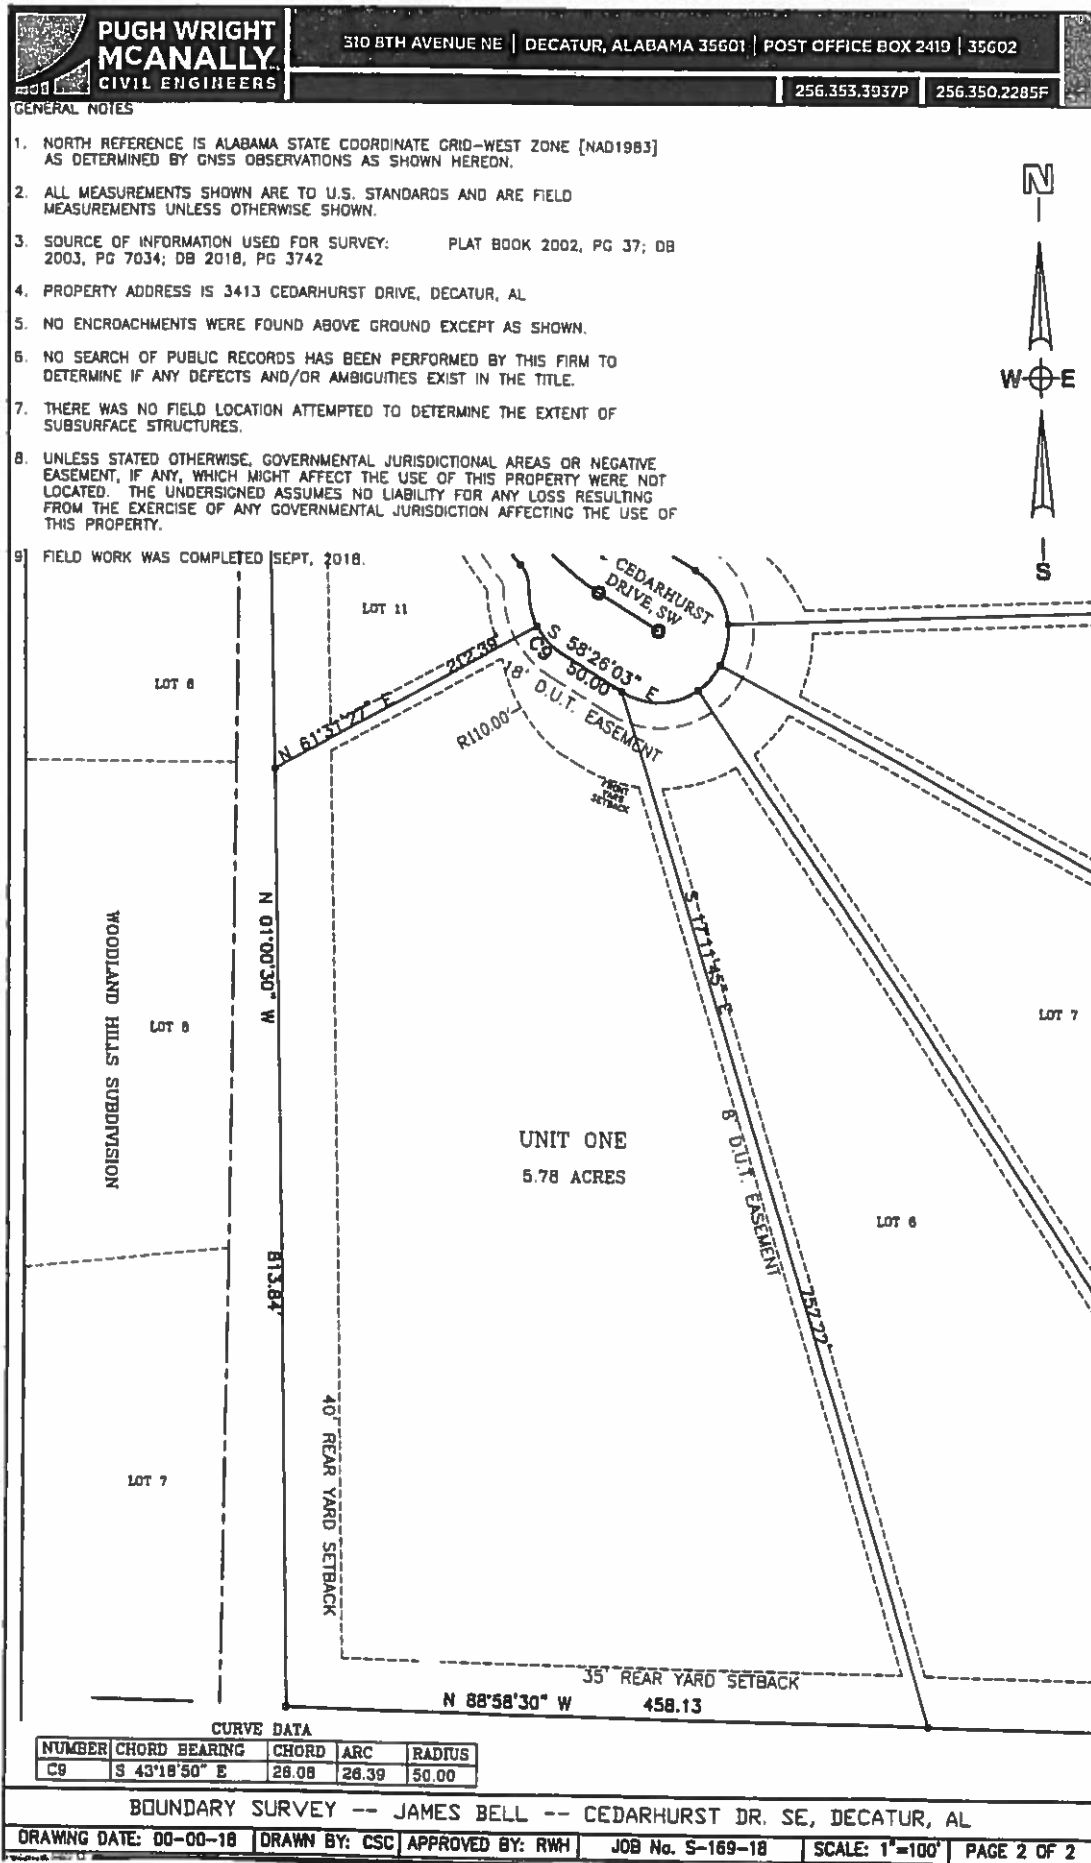 PUGH WRIGHT
MCANALLY
CIVIL ENGINEERS
310 8TH AVENUE NE | DECATUR, ALABAMA 35601 | POST OFFICE BOX 2419 | 35602
256.353.3937P | 256.350.2285F
GENERAL NOTES
1. NORTH REFERENCE IS ALABAMA STATE COORDINATE GRID-WEST ZONE [NAD1983]
AS DETERMINED BY GNSS OBSERVATIONS AS SHOWN HEREON.
2. ALL MEASUREMENTS SHOWN ARE TO U.S. STANDARDS AND ARE FIELD
MEASUREMENTS UNLESS OTHERWISE SHOWN.
3. SOURCE OF INFORMATION USED FOR SURVEY: PLAT BOOK 2002, PG 37; DB
2003, PG 7034; DB 2018, PG 3742
4. PROPERTY ADDRESS IS 3413 CEDARHURST DRIVE, DECATUR, AL
5. NO ENCROACHMENTS WERE FOUND ABOVE GROUND EXCEPT AS SHOWN.
6. NO SEARCH OF PUBLIC RECORDS HAS BEEN PERFORMED BY THIS FIRM TO
DETERMINE IF ANY DEFECTS AND/OR AMBIGUITIES EXIST IN THE TITLE.
7. THERE WAS NO FIELD LOCATION ATTEMPTED TO DETERMINE THE EXTENT OF
SUBSURFACE STRUCTURES.
8. UNLESS STATED OTHERWISE, GOVERNMENTAL JURISDICTIONAL AREAS OR NEGATIVE
EASEMENT, IF ANY, WHICH MIGHT AFFECT THE USE OF THIS PROPERTY WERE NOT
LOCATED. THE UNDERSIGNED ASSUMES NO LIABILITY FOR ANY LOSS RESULTING
FROM THE EXERCISE OF ANY GOVERNMENTAL JURISDICTION AFFECTING THE USE OF
THIS PROPERTY.
9. FIELD WORK WAS COMPLETED SEPT, 2018.
N
W E
S
CEDARHURST
DRIVE, SW
LOT 11
S 58°26'03" E
C9 50.00'
212.39'
N 61°31'27" E
18' D.U.T. EASEMENT
R110.00'
FRONT
YARD
SETBACK
LOT 8
N 01°00'30" W
813.84'
WOODLAND HILLS SUBDIVISION
LOT 8
S 17°11'45" E
757.22'
8' D.U.T. EASEMENT
LOT 7
UNIT ONE
5.78 ACRES
LOT 6
40' REAR YARD SETBACK
LOT 7
35' REAR YARD SETBACK
N 88°58'30" W 458.13
CURVE DATA
NUMBER CHORD BEARING CHORD ARC RADIUS
C9 S 43°18'50" E 26.08 26.39 50.00
BOUNDARY SURVEY -- JAMES BELL -- CEDARHURST DR. SE, DECATUR, AL
DRAWING DATE: 00-00-18 DRAWN BY: CSC APPROVED BY: RWH JOB No. S-169-18 SCALE: 1"=100' PAGE 2 OF 2